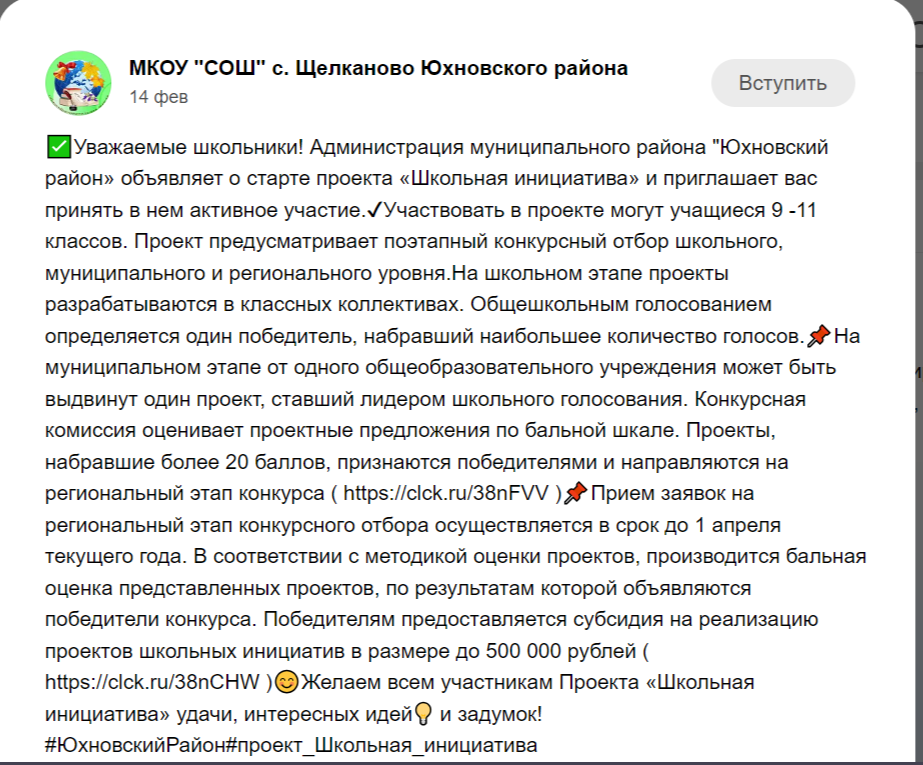 МКОУ "СОШ" с. Щелканово Юхновского района
14 фев
Вступить
✅Уважаемые школьники! Администрация муниципального района "Юхновский
район» объявляет о старте проекта «Школьная инициатива» и приглашает вас
принять в нем активное участие.✔Участвовать в проекте могут учащиеся 9 -11
классов. Проект предусматривает поэтапный конкурсный отбор школьного,
муниципального и регионального уровня.На школьном этапе проекты
разрабатываются в классных коллективах. Общешкольным голосованием
определяется один победитель, набравший наибольшее количество голосов.📌На
муниципальном этапе от одного общеобразовательного учреждения может быть
выдвинут один проект, ставший лидером школьного голосования. Конкурсная
комиссия оценивает проектные предложения по бальной шкале. Проекты,
набравшие более 20 баллов, признаются победителями и направляются на
региональный этап конкурса ( https://clck.ru/38nFVV )📌Прием заявок на
региональный этап конкурсного отбора осуществляется в срок до 1 апреля
текущего года. В соответствии с методикой оценки проектов, производится бальная
оценка представленных проектов, по результатам которой объявляются
победители конкурса. Победителям предоставляется субсидия на реализацию
проектов школьных инициатив в размере до 500 000 рублей (
https://clck.ru/38nCHW )😊Желаем всем участникам Проекта «Школьная
инициатива» удачи, интересных идей💡 и задумок!
#ЮхновскийРайон#проект_Школьная_инициатива